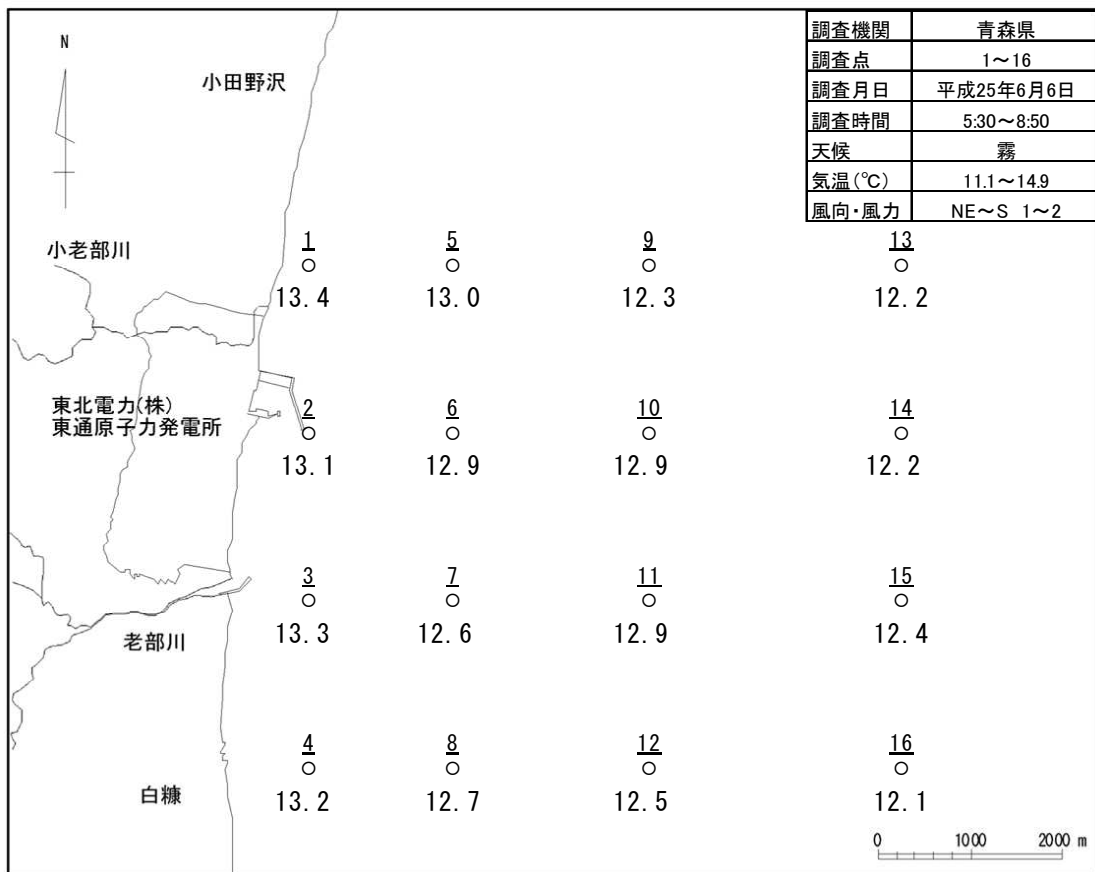 調査機関 青森県
調査点 1～16
調査月日 平成25年6月6日
調査時間 5:30～8:50
天候 霧
気温(℃) 11.1～14.9
風向・風力 NE～S 1～2
N
小田野沢
小老部川
1 5 9 13
13.4 13.0 12.3 12.2
東北電力(株)
東通原子力発電所
2 6 10 14
13.1 12.9 12.9 12.2
3 7 11 15
13.3 12.6 12.9 12.4
老部川
4 8 12 16
13.2 12.7 12.5 12.1
白糠
0 1000 2000 m